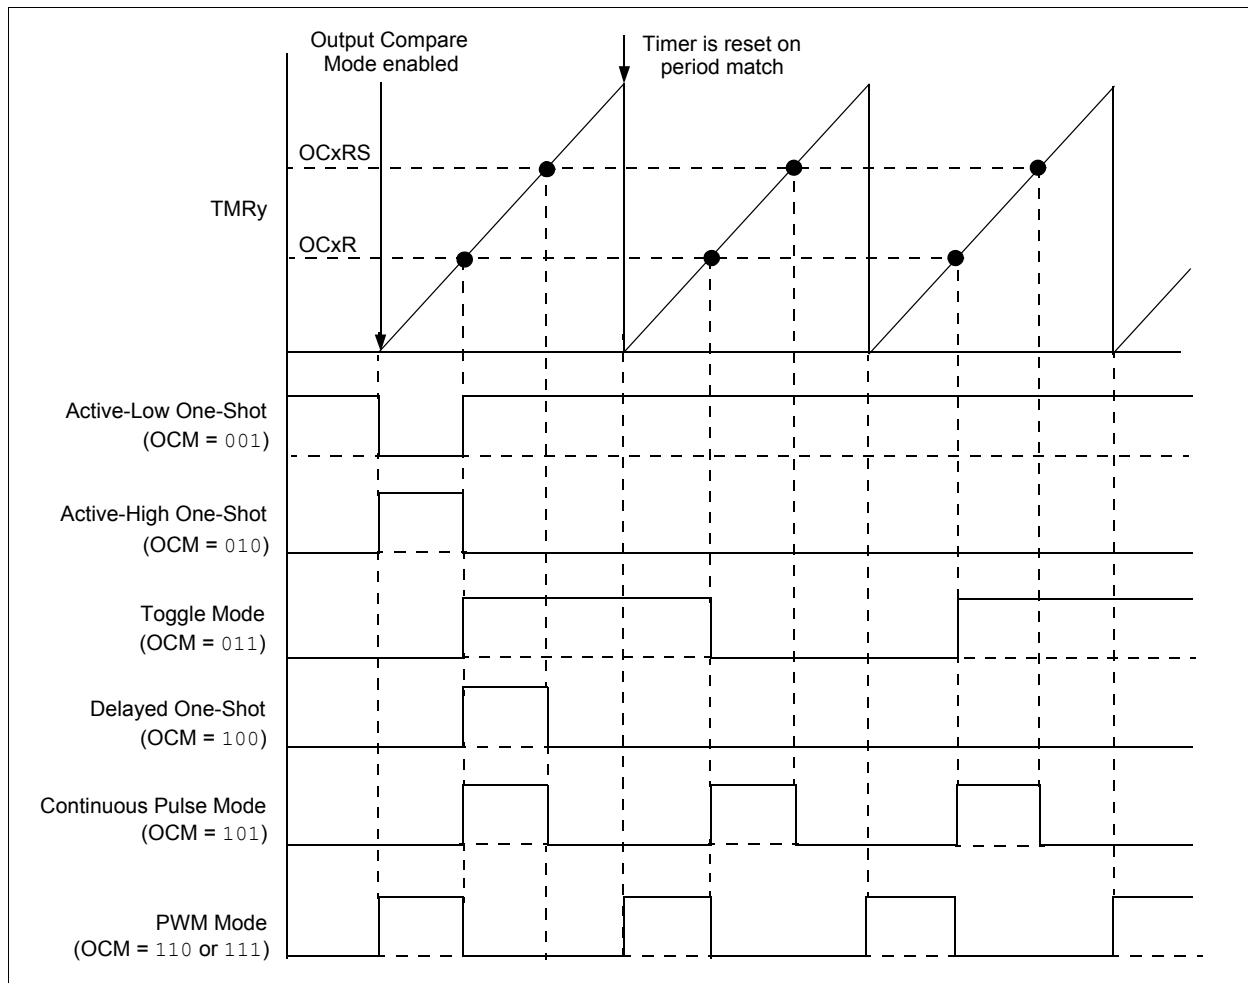 Output Compare
Mode enabled
Timer is reset on
period match
OCxRS
TMRy
OCxR
Active-Low One-Shot
(OCM = 001)
Active-High One-Shot
(OCM = 010)
Toggle Mode
(OCM = 011)
Delayed One-Shot
(OCM = 100)
Continuous Pulse Mode
(OCM = 101)
PWM Mode
(OCM = 110 or 111)